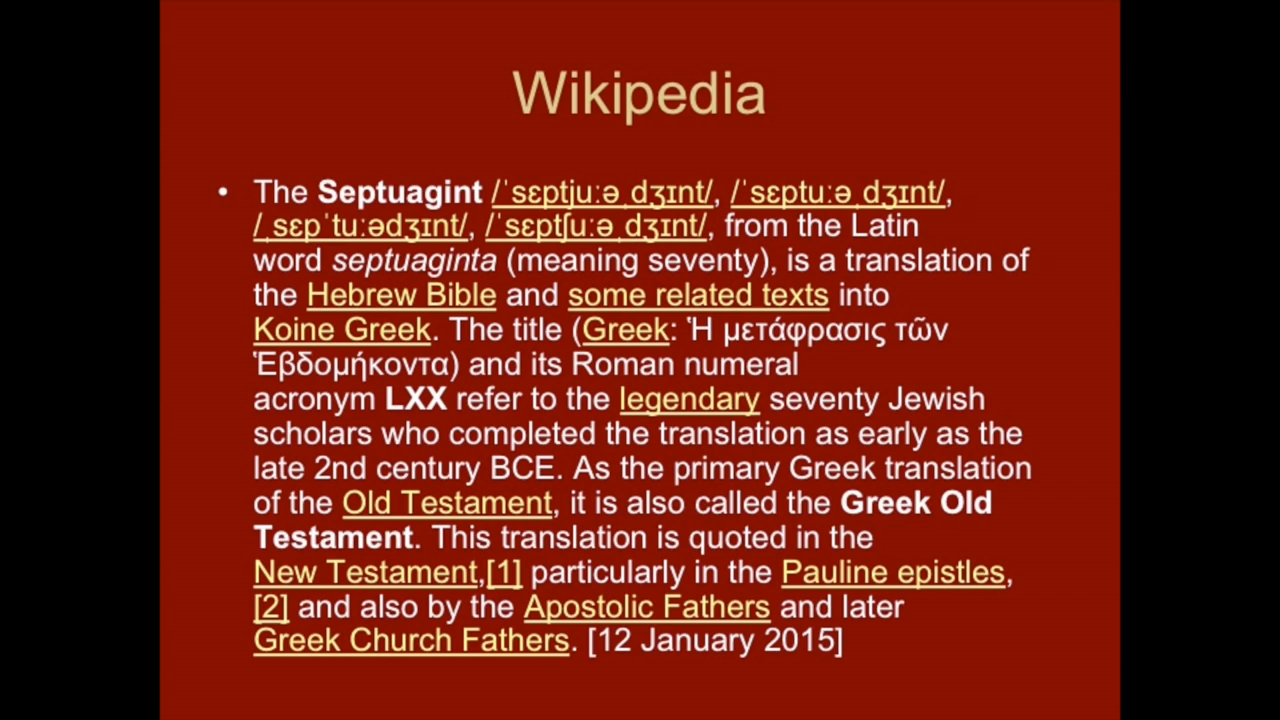 Wikipedia
• The Septuagint /ˈsɛptjuːəˌdʒɪnt/, /ˈsɛptuːəˌdʒɪnt/,
/ˌsɛpˈtuːədʒɪnt/, /ˈsɛptʃuːəˌdʒɪnt/, from the Latin
word septuaginta (meaning seventy), is a translation of
the Hebrew Bible and some related texts into
Koine Greek. The title (Greek: Ἡ μετάφρασις τῶν
Ἑβδομήκοντα) and its Roman numeral
acronym LXX refer to the legendary seventy Jewish
scholars who completed the translation as early as the
late 2nd century BCE. As the primary Greek translation
of the Old Testament, it is also called the Greek Old
Testament. This translation is quoted in the
New Testament,[1] particularly in the Pauline epistles,
[2] and also by the Apostolic Fathers and later
Greek Church Fathers. [12 January 2015]